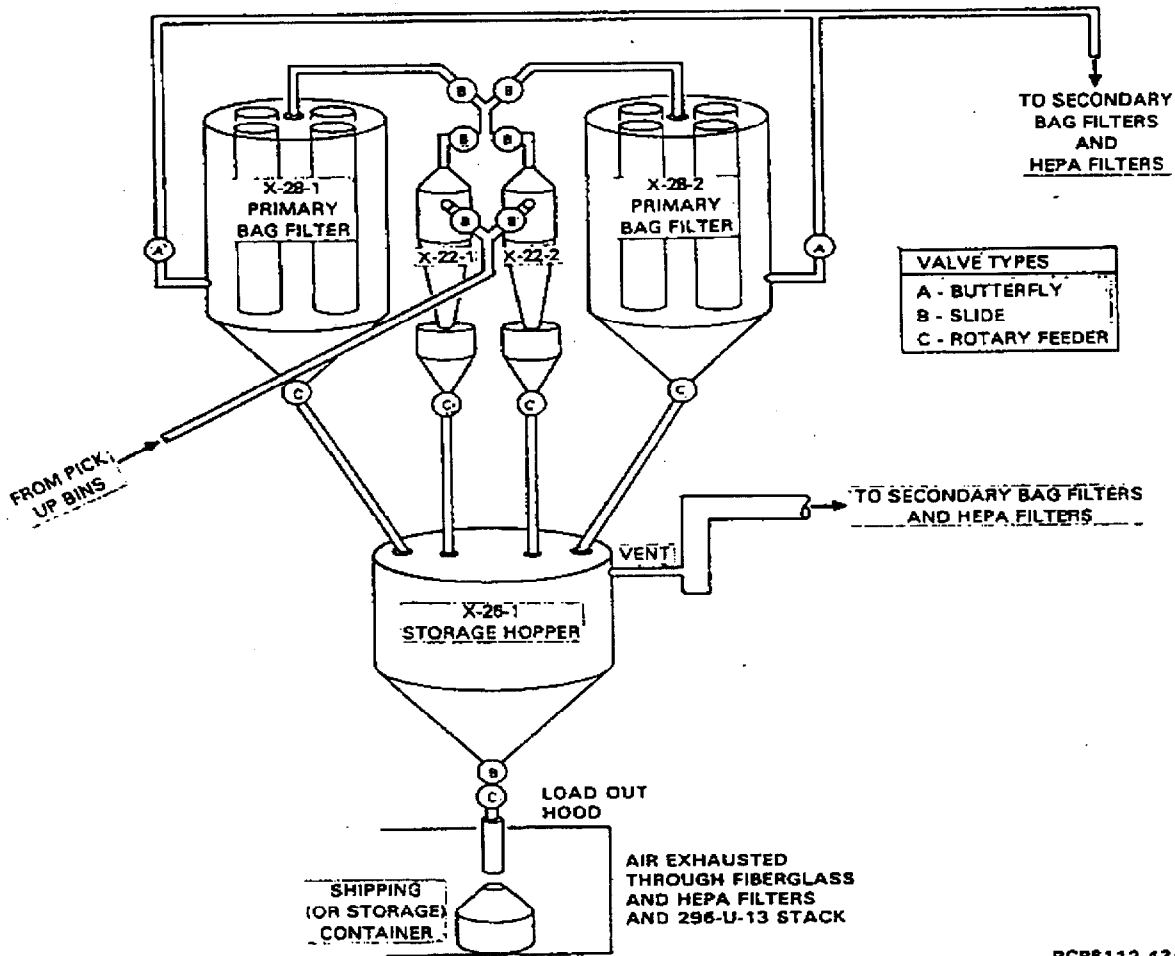 TO SECONDARY
BAG FILTERS
AND
HEPA FILTERS
B
B
B
B
X-28-1
PRIMARY
BAG FILTER
X-28-2
PRIMARY
BAG FILTER
B
B
A
A
X-22-1
X-22-2
VALVE TYPES
A - BUTTERFLY
B - SLIDE
C - ROTARY FEEDER
C
C
C
C
FROM PICK
UP BINS
TO SECONDARY BAG FILTERS
AND HEPA FILTERS
VENT
X-26-1
STORAGE HOPPER
B
C
LOAD OUT
HOOD
AIR EXHAUSTED
THROUGH FIBERGLASS
AND HEPA FILTERS
AND 296-U-13 STACK
SHIPPING
(OR STORAGE)
CONTAINER